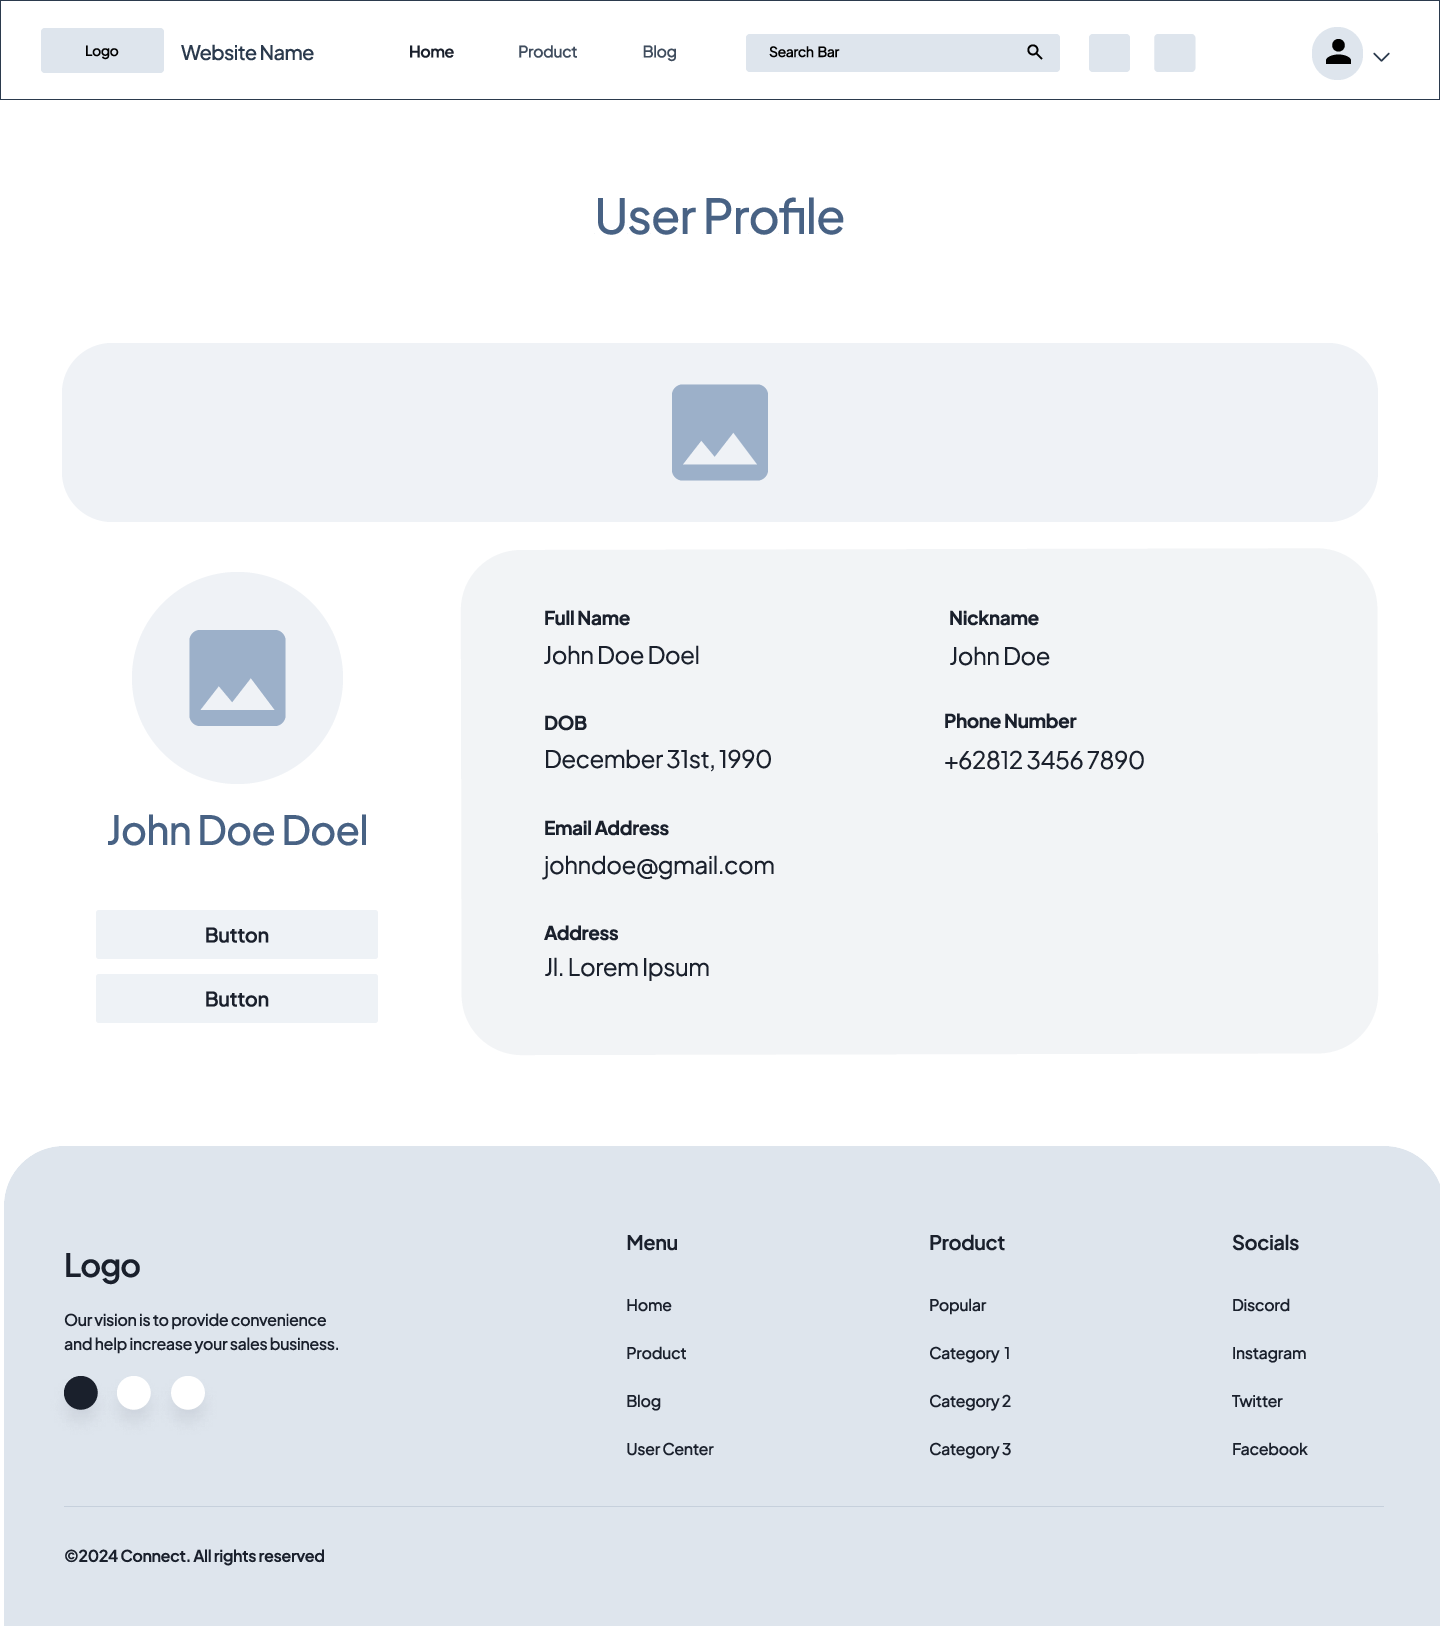 Logo
Website Name
Home
Product
Blog
Search Bar
User Profile
John Doe Doel
Button
Button
Full Name
John Doe Doel
Nickname
John Doe
DOB
December 31st, 1990
Phone Number
+62812 3456 7890
Email Address
johndoe@gmail.com
Address
Jl. Lorem Ipsum
Logo
Our vision is to provide convenience
and help increase your sales business.
Menu
Home
Product
Blog
User Center
Product
Popular
Category 1
Category 2
Category 3
Socials
Discord
Instagram
Twitter
Facebook
©2024 Connect. All rights reserved